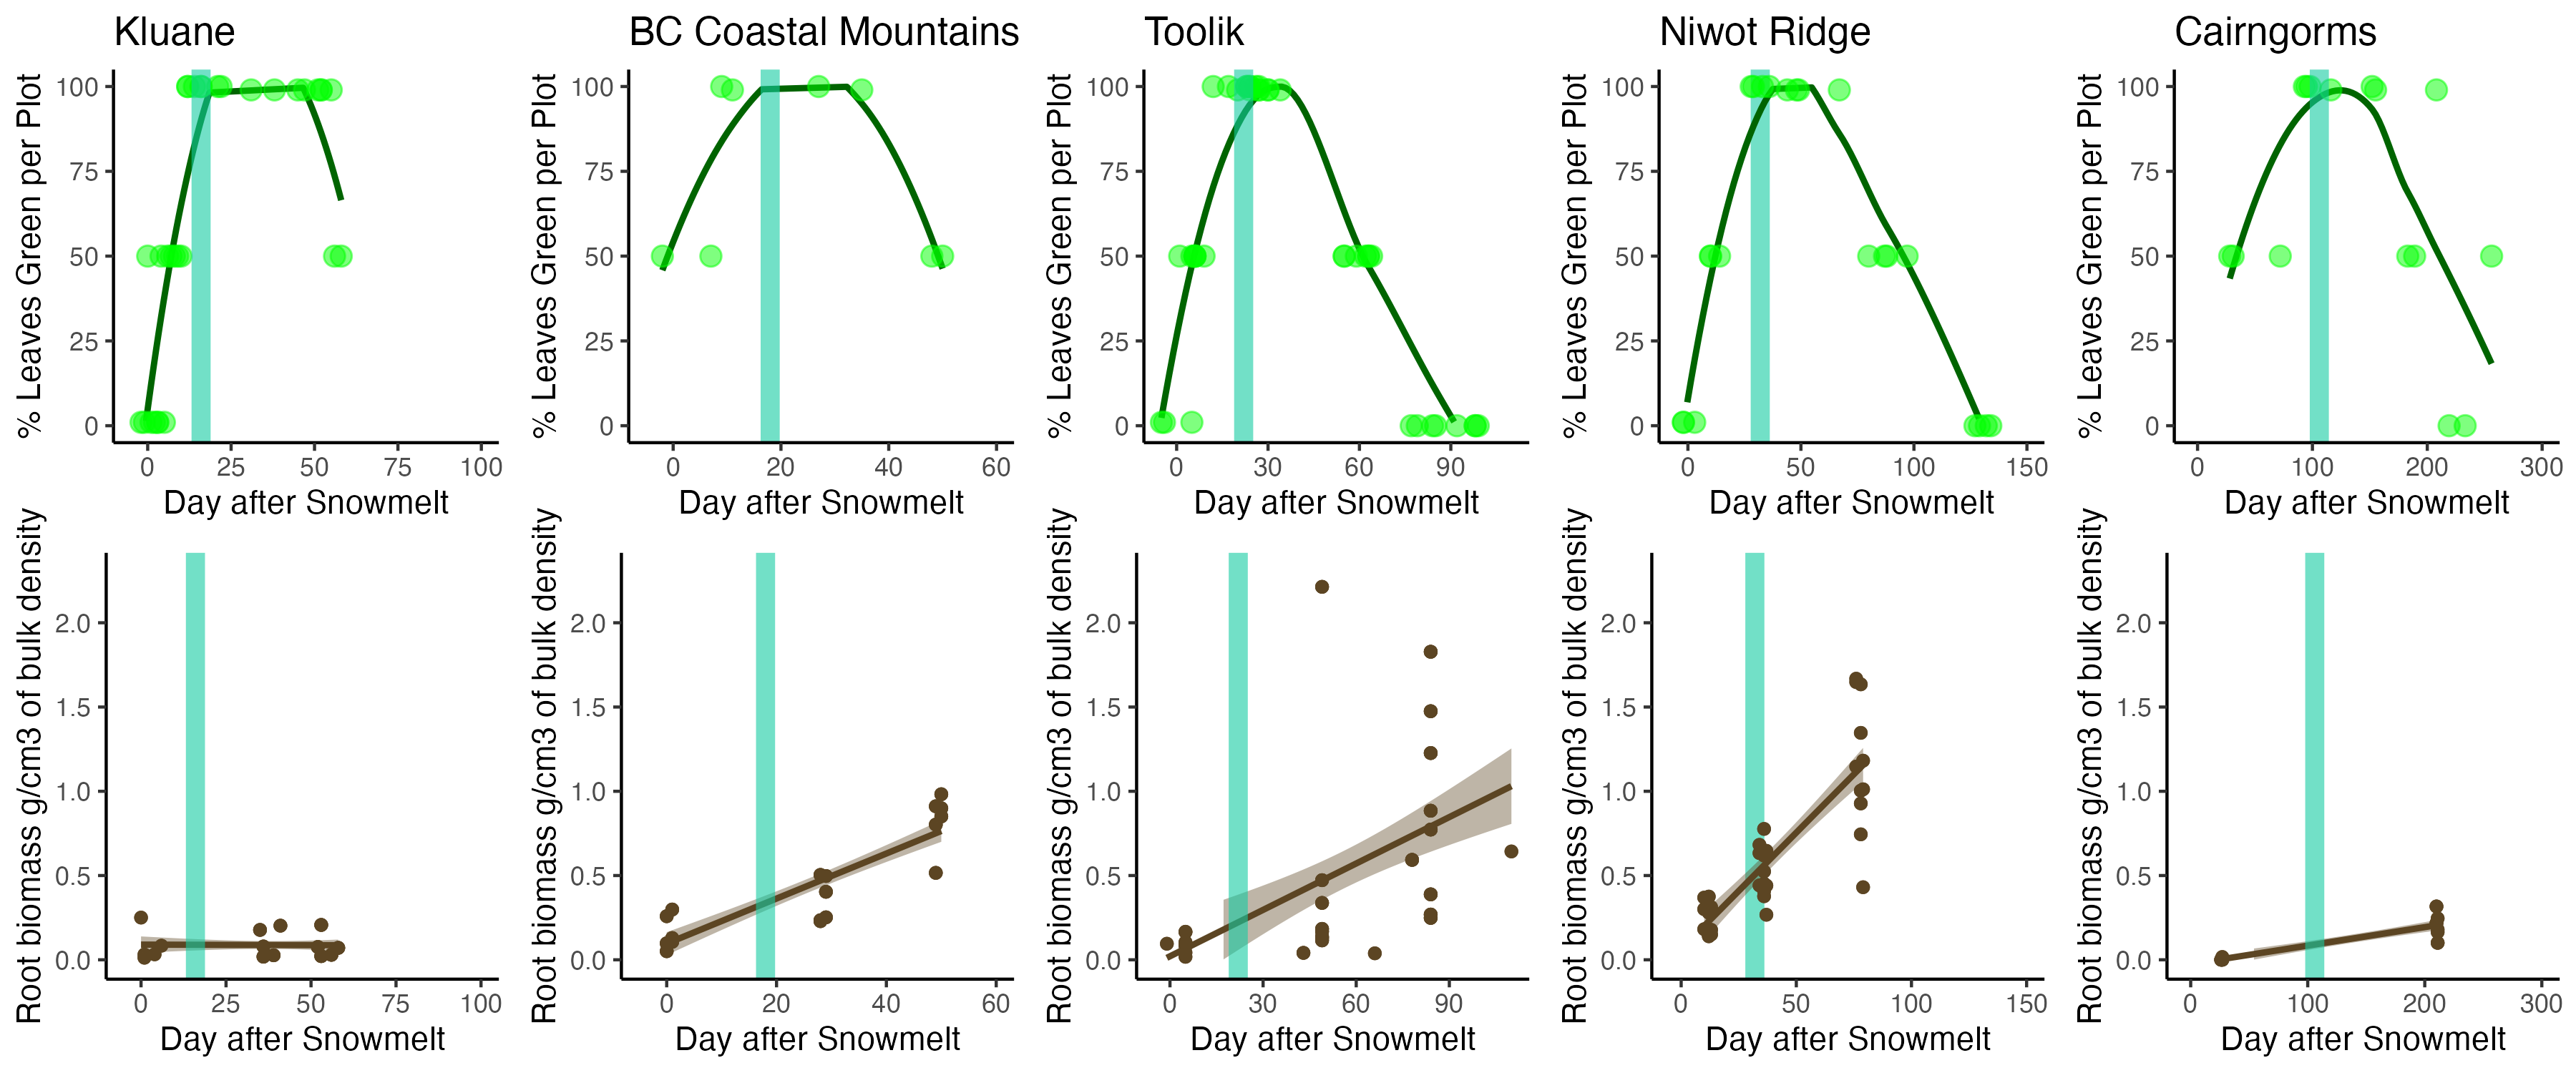 Kluane
BC Coastal Mountains
Toolik
Niwot Ridge
Cairngorms
% Leaves Green per Plot
100
75
50
25
0
0 25 50 75 100
Day after Snowmelt
% Leaves Green per Plot
100
75
50
25
0
0 20 40 60
Day after Snowmelt
% Leaves Green per Plot
100
75
50
25
0
0 30 60 90
Day after Snowmelt
% Leaves Green per Plot
100
75
50
25
0
0 50 100 150
Day after Snowmelt
% Leaves Green per Plot
100
75
50
25
0
0 100 200 300
Day after Snowmelt
Root biomass g/cm3 of bulk density
2.0
1.5
1.0
0.5
0.0
0 25 50 75 100
Day after Snowmelt
Root biomass g/cm3 of bulk density
2.0
1.5
1.0
0.5
0.0
0 20 40 60
Day after Snowmelt
Root biomass g/cm3 of bulk density
2.0
1.5
1.0
0.5
0.0
0 30 60 90
Day after Snowmelt
Root biomass g/cm3 of bulk density
2.0
1.5
1.0
0.5
0.0
0 50 100 150
Day after Snowmelt
Root biomass g/cm3 of bulk density
2.0
1.5
1.0
0.5
0.0
0 100 200 300
Day after Snowmelt